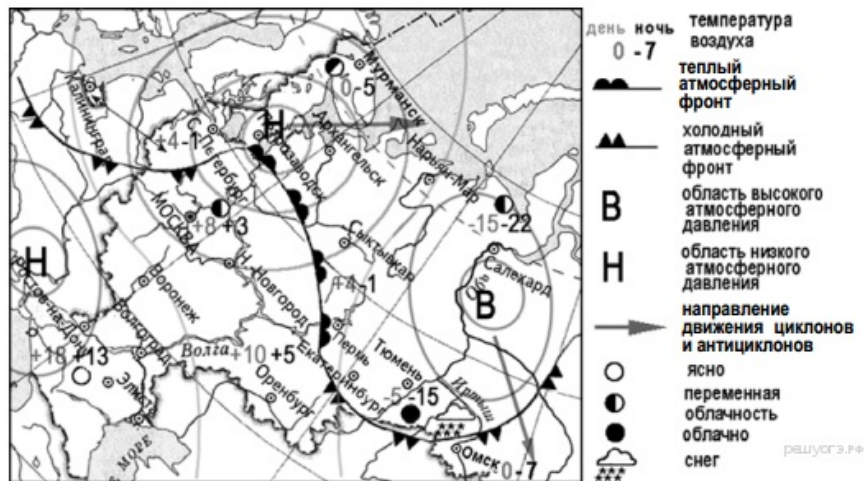 Мурманск
0-5
Калининград
С.-Петербург
+4-1
Н
Петрозаводск
Архангельск
Нарьян-Мар
-15-22
МОСКВА
+8+3
Сыктывкар
Салехард
Обь
В
Н
Воронеж
Н. Новгород
+4-1
Ростов-на-Дону
Волгоград
Волга
+10+5
Пермь
Екатеринбург
Тюмень
Иртыш
+18+13
Элиста
Оренбург
-5-15
Омск
0-7
МОРЕ
день ночь
0 -7
температура
воздуха
теплый
атмосферный
фронт
холодный
атмосферный
фронт
В
область высокого
атмосферного
давления
Н
область низкого
атмосферного
давления
направление
движения циклонов
и антициклонов
ясно
переменная
облачность
облачно
снег
решуогэ.рф